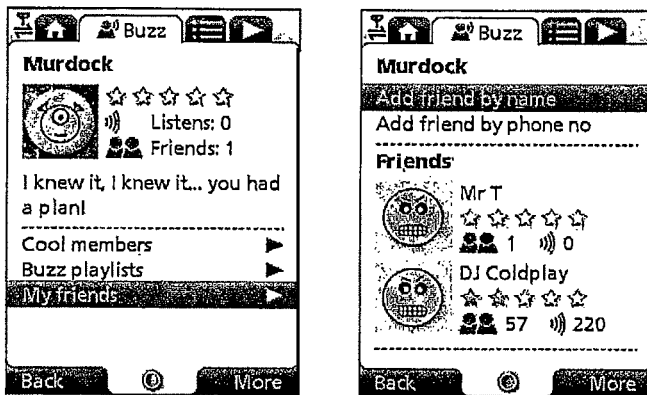 Buzz
Murdock
Listens: 0
Friends: 1
I knew it, I knew it... you had
a plan!
Cool members
Buzz playlists
My friends
Back
More
Buzz
Murdock
Add friend by name
Add friend by phone no
Friends
Mr T
1 0
DJ Coldplay
57 220
Back
More